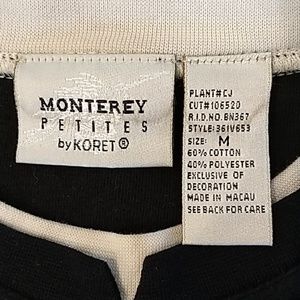 MONTEREY
PETITES
by KORET®
PLANT#CJ
CUT#106520
R.I.D.NO.BN367
STYLE:36IV653
SIZE: M
60% COTTON
40% POLYESTER
EXCLUSIVE OF
DECORATION
MADE IN MACAU
SEE BACK FOR CARE